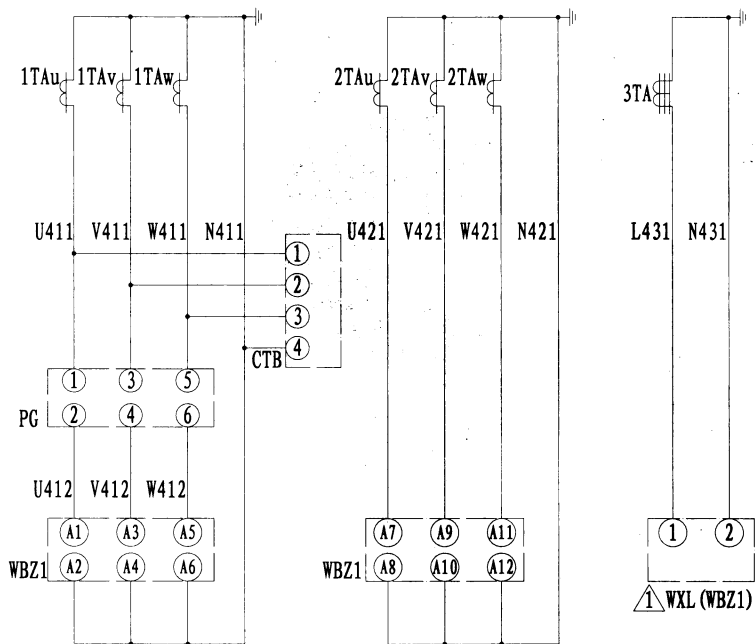 1TAu 1TAv 1TAw 2TAu 2TAv 2TAw
3TA
U411 V411 W411 N411 U421 V421 W421 N421 L431 N431
1
2
3
4
CTB
1 3 5
2 4 6
PG
U412 V412 W412
A1 A3 A5 A7 A9 A11 1 2
A2 A4 A6 A8 A10 A12
WBZ1 WBZ1
1 WXL (WBZ1)